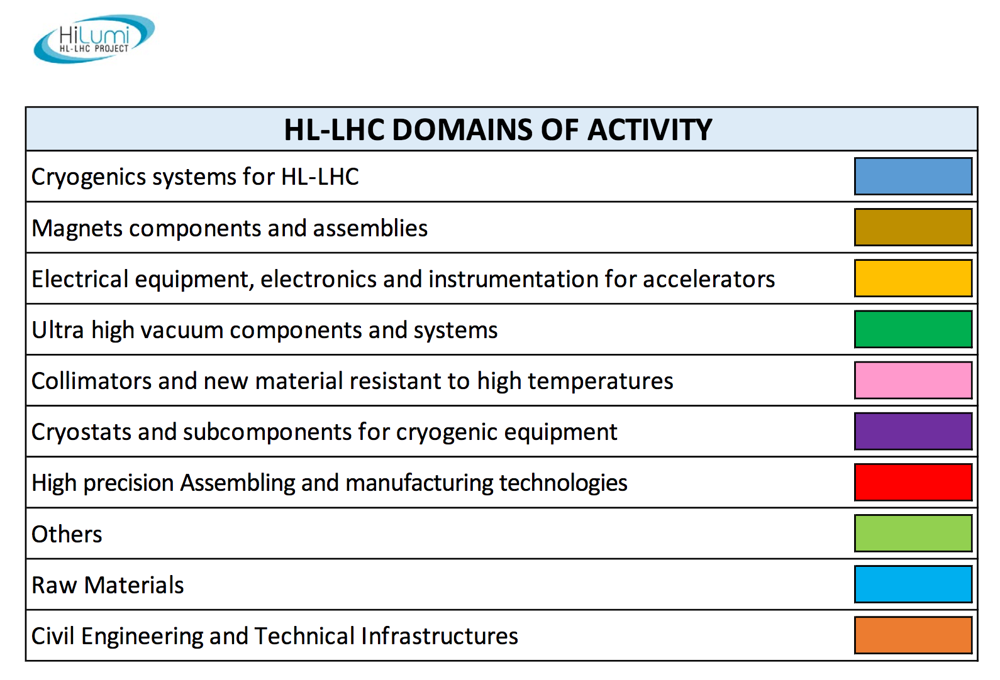 HiLumi
HL-LHC PROJECT
HL-LHC DOMAINS OF ACTIVITY
Cryogenics systems for HL-LHC
Magnets components and assemblies
Electrical equipment, electronics and instrumentation for accelerators
Ultra high vacuum components and systems
Collimators and new material resistant to high temperatures
Cryostats and subcomponents for cryogenic equipment
High precision Assembling and manufacturing technologies
Others
Raw Materials
Civil Engineering and Technical Infrastructures